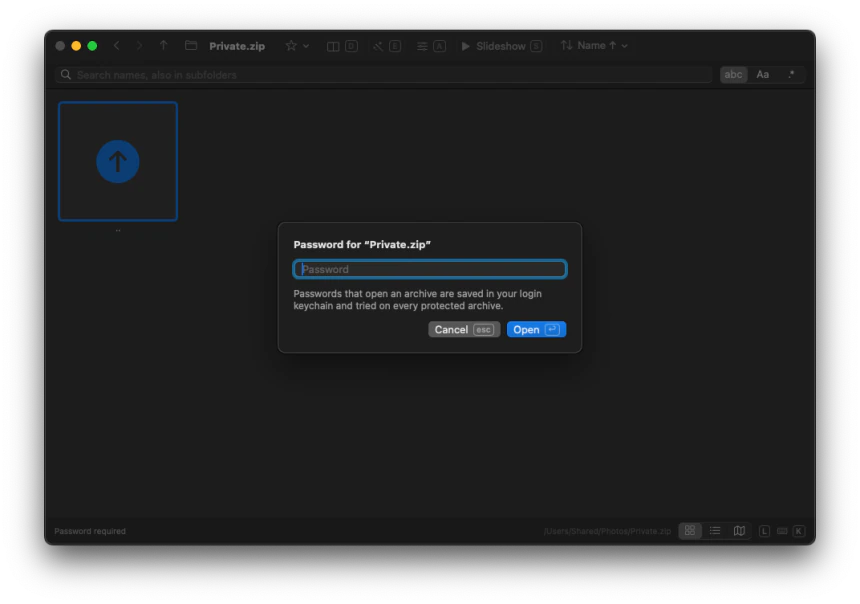 Private.zip
D
E
A
Slideshow S
Name ↑
Search names, also in subfolders
abc Aa .*
..
Password for “Private.zip”
Password
Passwords that open an archive are saved in your login
keychain and tried on every protected archive.
Cancel esc
Open
Password required
/Users/Shared/Photos/Private.zip
L
K